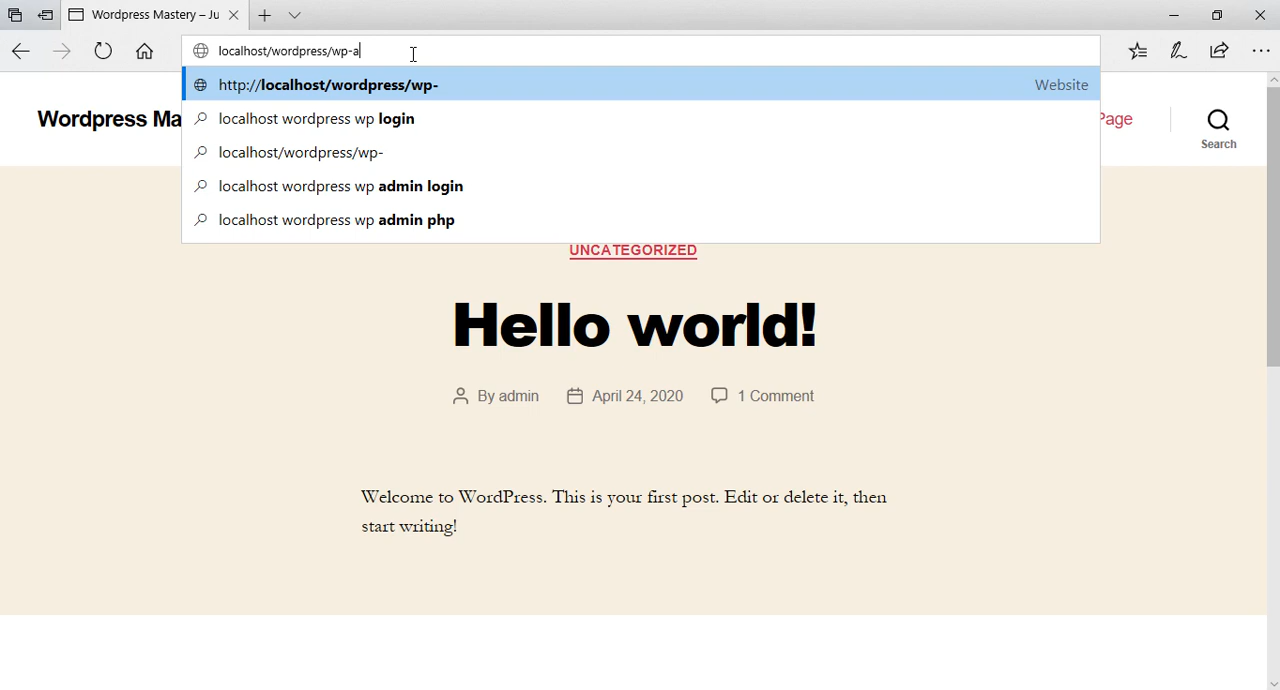 Wordpress Mastery – Ju
localhost/wordpress/wp-a
http://localhost/wordpress/wp- Website
localhost wordpress wp login
localhost/wordpress/wp-
localhost wordpress wp admin login
localhost wordpress wp admin php
Wordpress Ma Page
Search
UNCATEGORIZED
Hello world!
By admin April 24, 2020 1 Comment
Welcome to WordPress. This is your first post. Edit or delete it, then
start writing!